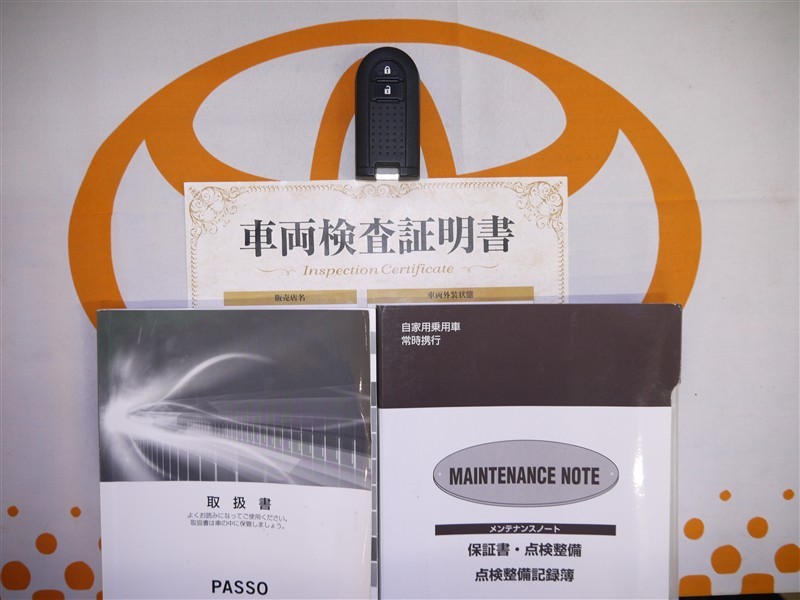 車両検査証明書
Inspection Certificate
販売店名
車両外装状態
取扱書
よくお読みになってご使用ください。
取扱書は車の中に保管しましょう。
PASSO
自家用乗用車
常時携行
MAINTENANCE NOTE
メンテナンスノート
保証書・点検整備
点検整備記録簿